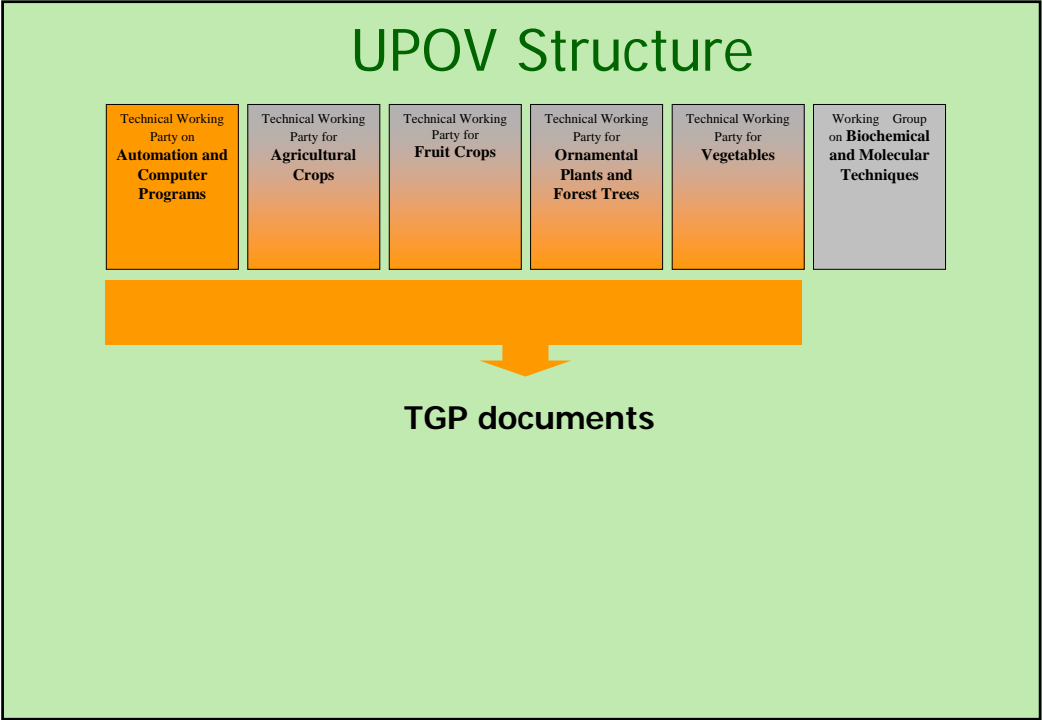 UPOV Structure
Technical Working
Party on
Automation and
Computer
Programs
Technical Working
Party for
Agricultural
Crops
Technical Working
Party for
Fruit Crops
Technical Working
Party for
Ornamental
Plants and
Forest Trees
Technical Working
Party for
Vegetables
Working Group
on Biochemical
and Molecular
Techniques
TGP documents